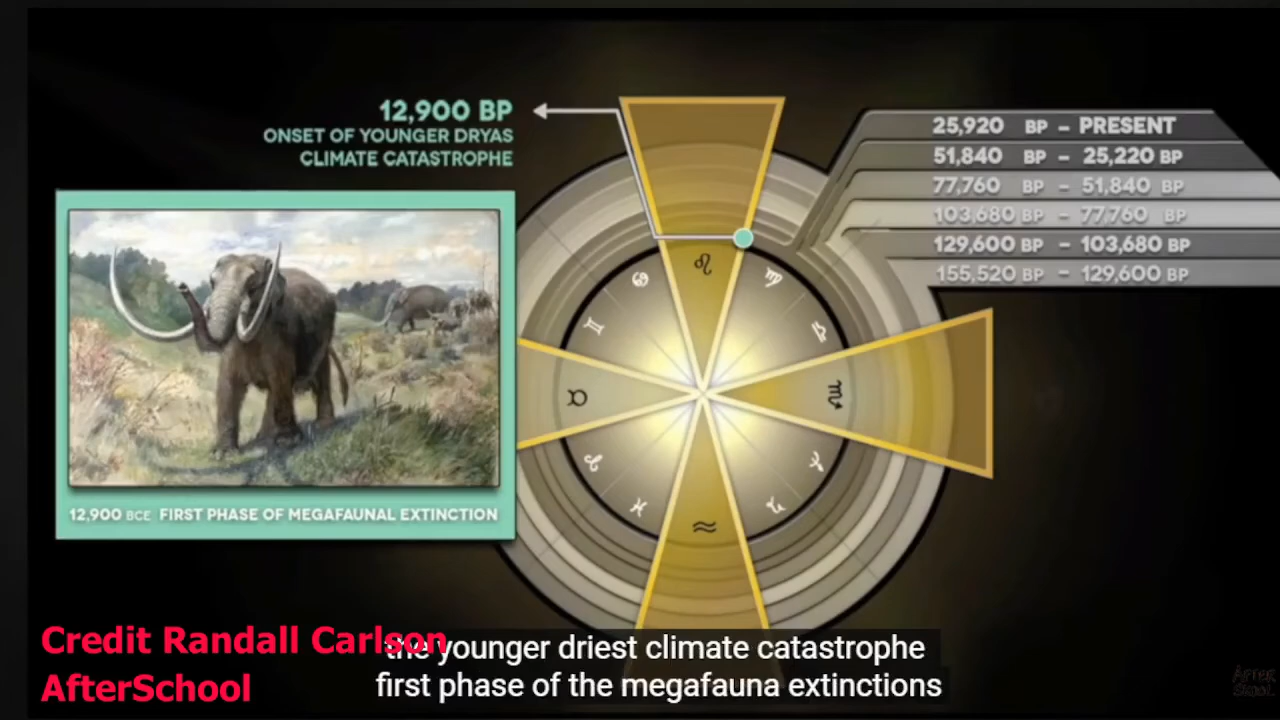 12,900 BP
ONSET OF YOUNGER DRYAS
CLIMATE CATASTROPHE
25,920 BP – PRESENT
51,840 BP – 25,220 BP
77,760 BP – 51,840 BP
103,680 BP – 77,760 BP
129,600 BP – 103,680 BP
155,520 BP – 129,600 BP
♌
♋
♍
♊
♎
♉
♏
♈
♐
♓
♑
♒
12,900 BCE FIRST PHASE OF MEGAFAUNAL EXTINCTION
Credit Randall Carlson
AfterSchool
the younger driest climate catastrophe
first phase of the megafauna extinctions
AFTER
SKOOL